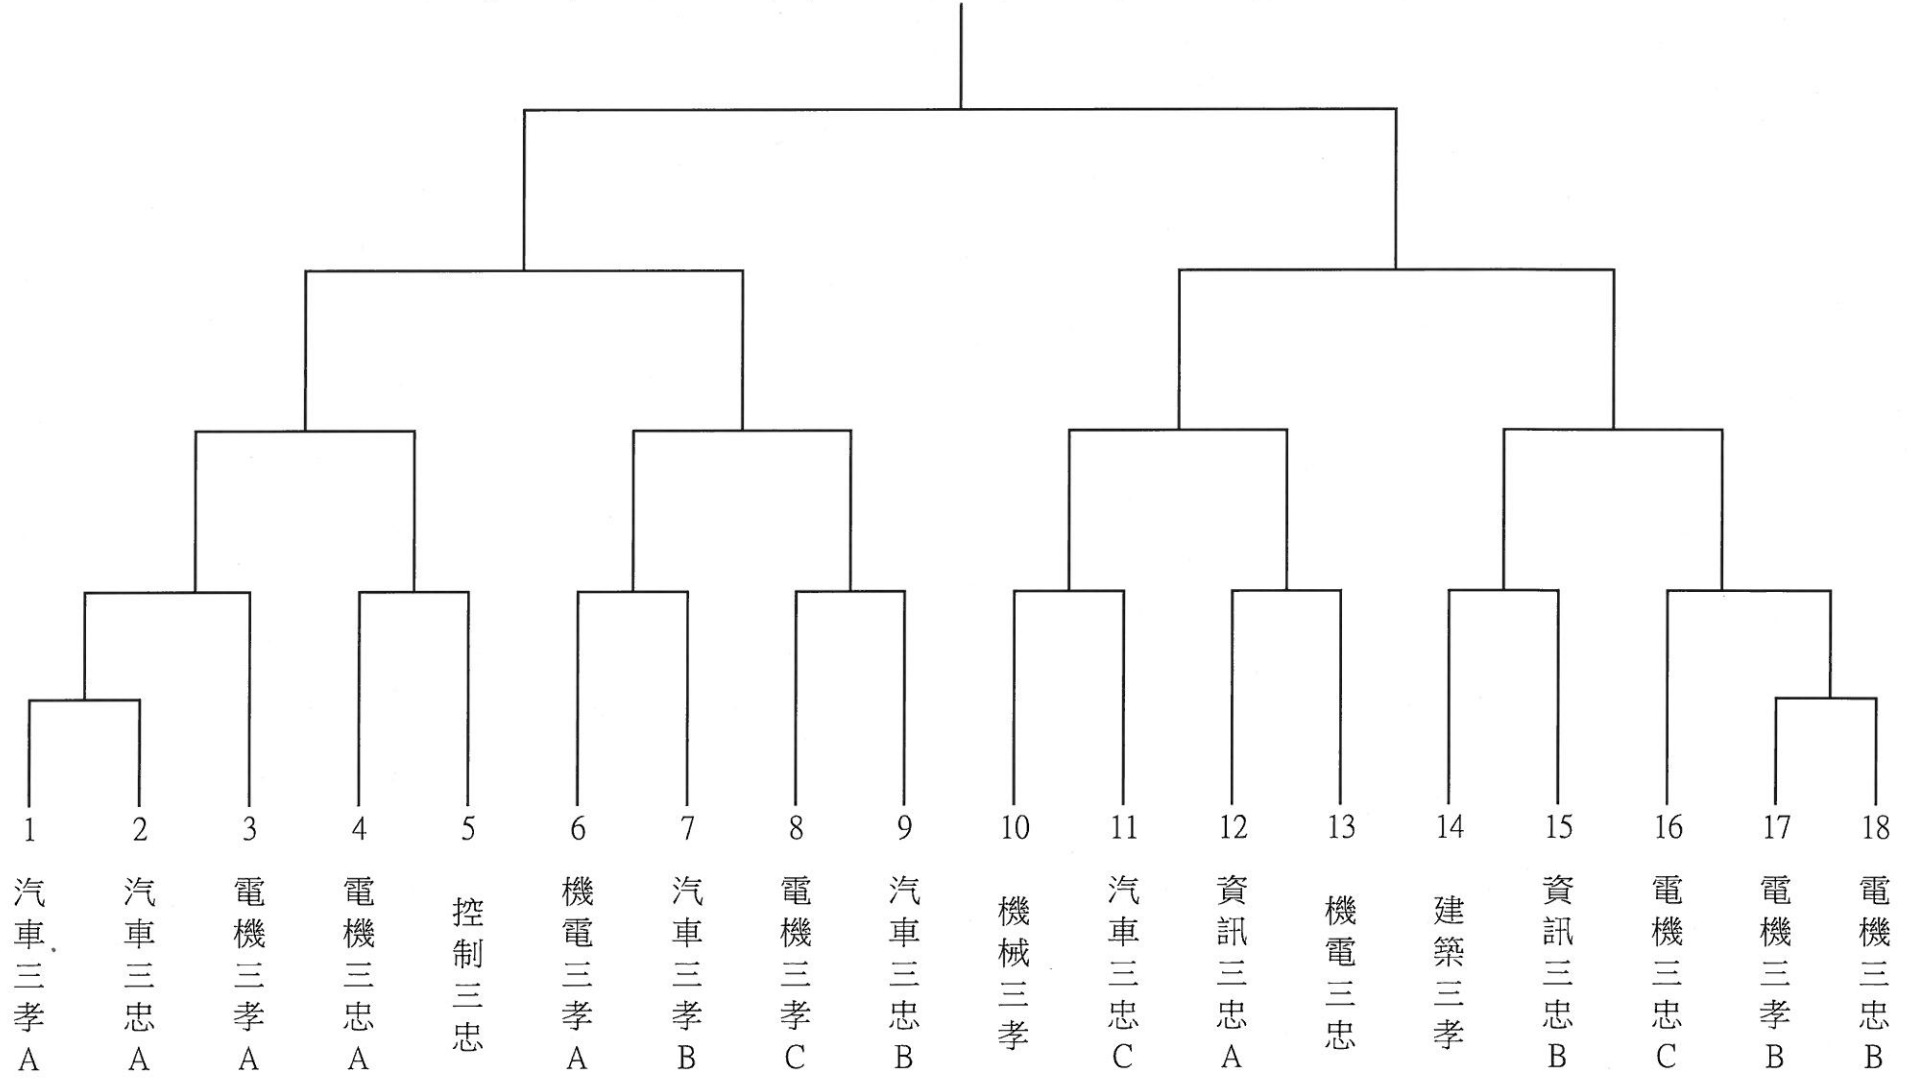 1 2 3 4 5 6 7 8 9 10 11 12 13 14 15 16 17 18
汽車三孝A
汽車三忠A
電機三孝A
電機三忠A
控制三忠
機電三孝A
汽車三孝B
電機三孝C
汽車三忠B
機械三孝
汽車三忠C
資訊三忠A
機電三忠
建築三孝
資訊三忠B
電機三忠C
電機三孝B
電機三忠B